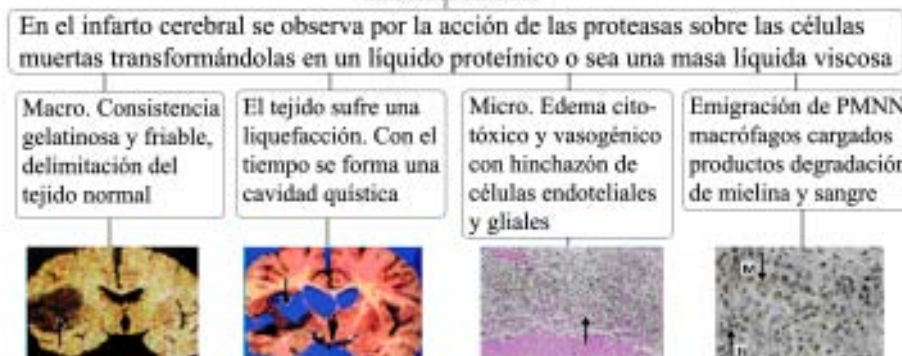 En el infarto cerebral se observa por la acción de las proteasas sobre las células
muertas transformándolas en un líquido proteínico o sea una masa líquida viscosa
Macro. Consistencia
gelatinosa y friable,
delimitación del
tejido normal
El tejido sufre una
liquefacción. Con el
tiempo se forma una
cavidad quística
Micro. Edema cito-
tóxico y vasogénico
con hinchazón de
células endoteliales
y gliales
Emigración de PMNN
macrófagos cargados
productos degradación
de mielina y sangre